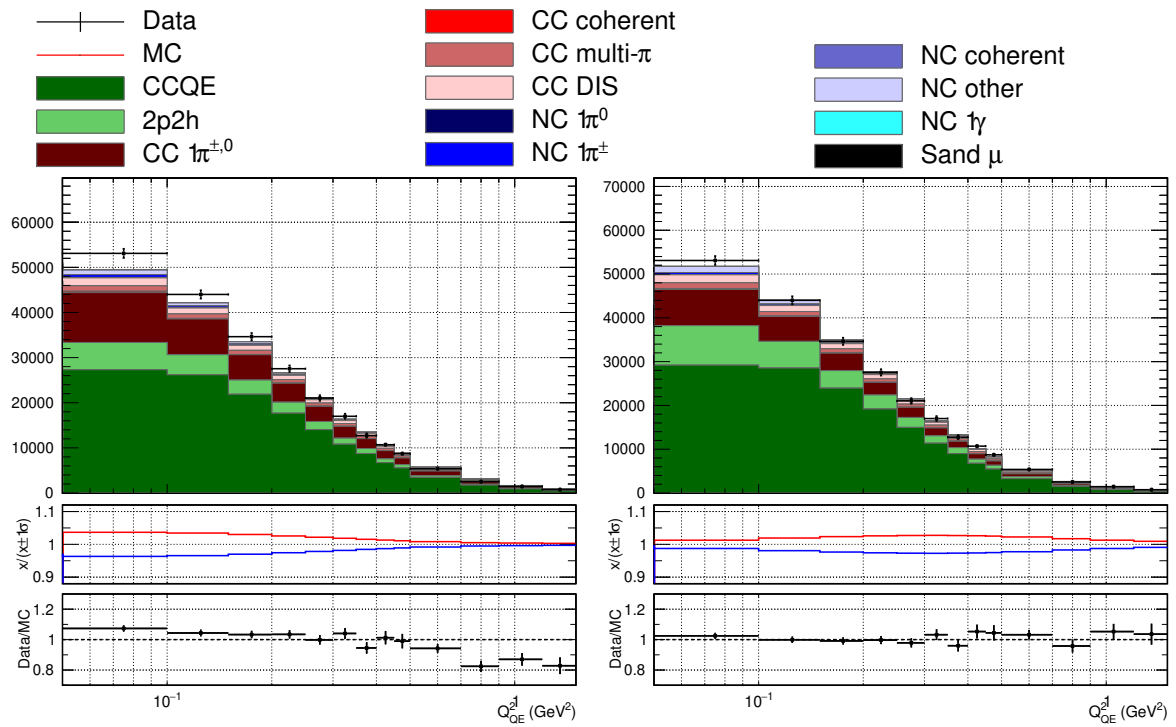 Data
MC
CCQE
2p2h
CC 1π±,0
CC coherent
CC multi-π
CC DIS
NC 1π0
NC 1π±
NC coherent
NC other
NC 1γ
Sand μ
60000
50000
40000
30000
20000
10000
0
70000
60000
50000
40000
30000
20000
10000
0
x/(x±1σ)
1.1
1
0.9
x/(x±1σ)
1.1
1
0.9
Data/MC
1.2
1
0.8
10−1
1
Q2QE (GeV2)
Data/MC
1.2
1
0.8
10−1
1
Q2QE (GeV2)